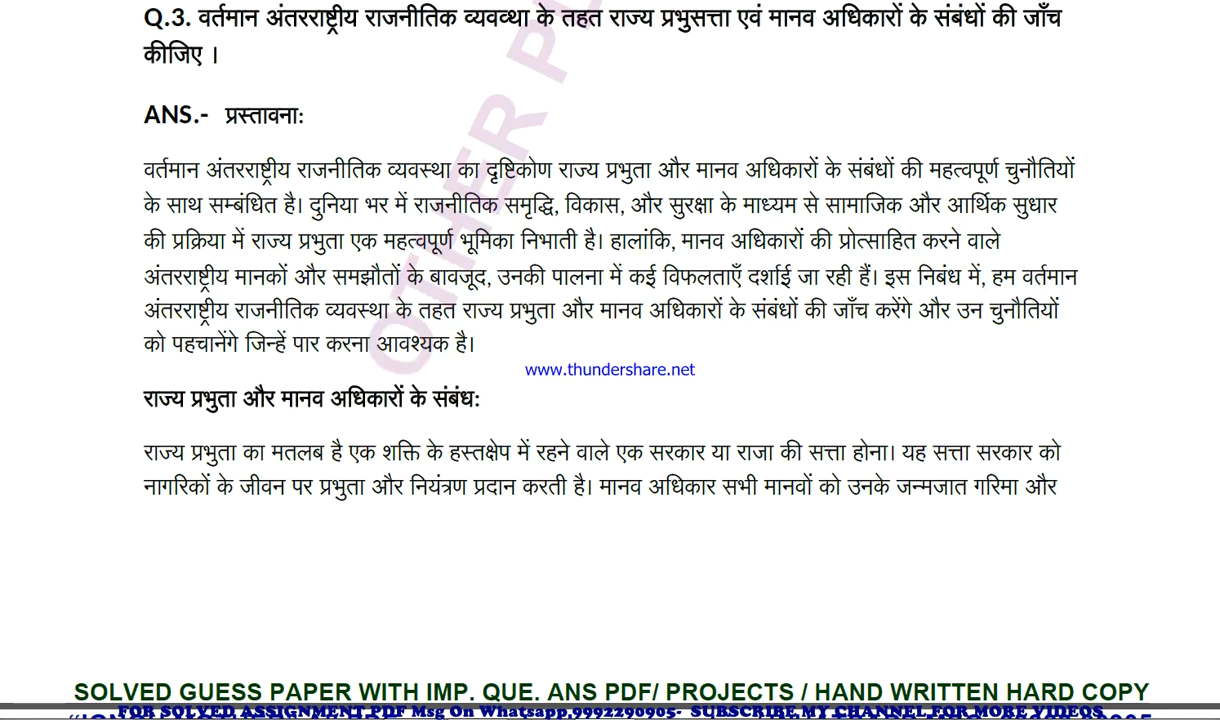 Q.3. वर्तमान अंतरराष्ट्रीय राजनीतिक व्यवव्था के तहत राज्य प्रभुसत्ता एवं मानव अधिकारों के संबंधों की जाँच
कीजिए ।
ANS.- प्रस्तावना:
वर्तमान अंतरराष्ट्रीय राजनीतिक व्यवस्था का दृष्टिकोण राज्य प्रभुता और मानव अधिकारों के संबंधों की महत्वपूर्ण चुनौतियों
के साथ सम्बंधित है। दुनिया भर में राजनीतिक समृद्धि, विकास, और सुरक्षा के माध्यम से सामाजिक और आर्थिक सुधार
की प्रक्रिया में राज्य प्रभुता एक महत्वपूर्ण भूमिका निभाती है। हालांकि, मानव अधिकारों की प्रोत्साहित करने वाले
अंतरराष्ट्रीय मानकों और समझौतों के बावजूद, उनकी पालना में कई विफलताएँ दर्शाई जा रही हैं। इस निबंध में, हम वर्तमान
अंतरराष्ट्रीय राजनीतिक व्यवस्था के तहत राज्य प्रभुता और मानव अधिकारों के संबंधों की जाँच करेंगे और उन चुनौतियों
को पहचानेंगे जिन्हें पार करना आवश्यक है।
www.thundershare.net
राज्य प्रभुता और मानव अधिकारों के संबंध:
राज्य प्रभुता का मतलब है एक शक्ति के हस्तक्षेप में रहने वाले एक सरकार या राजा की सत्ता होना। यह सत्ता सरकार को
नागरिकों के जीवन पर प्रभुता और नियंत्रण प्रदान करती है। मानव अधिकार सभी मानवों को उनके जन्मजात गरिमा और
OTHER
SOLVED GUESS PAPER WITH IMP. QUE. ANS PDF/ PROJECTS / HAND WRITTEN HARD COPY
FOR SOLVED ASSIGNMENT PDF Msg On Whatsapp 9992290905- SUBSCRIBE MY CHANNEL FOR MORE VIDEOS